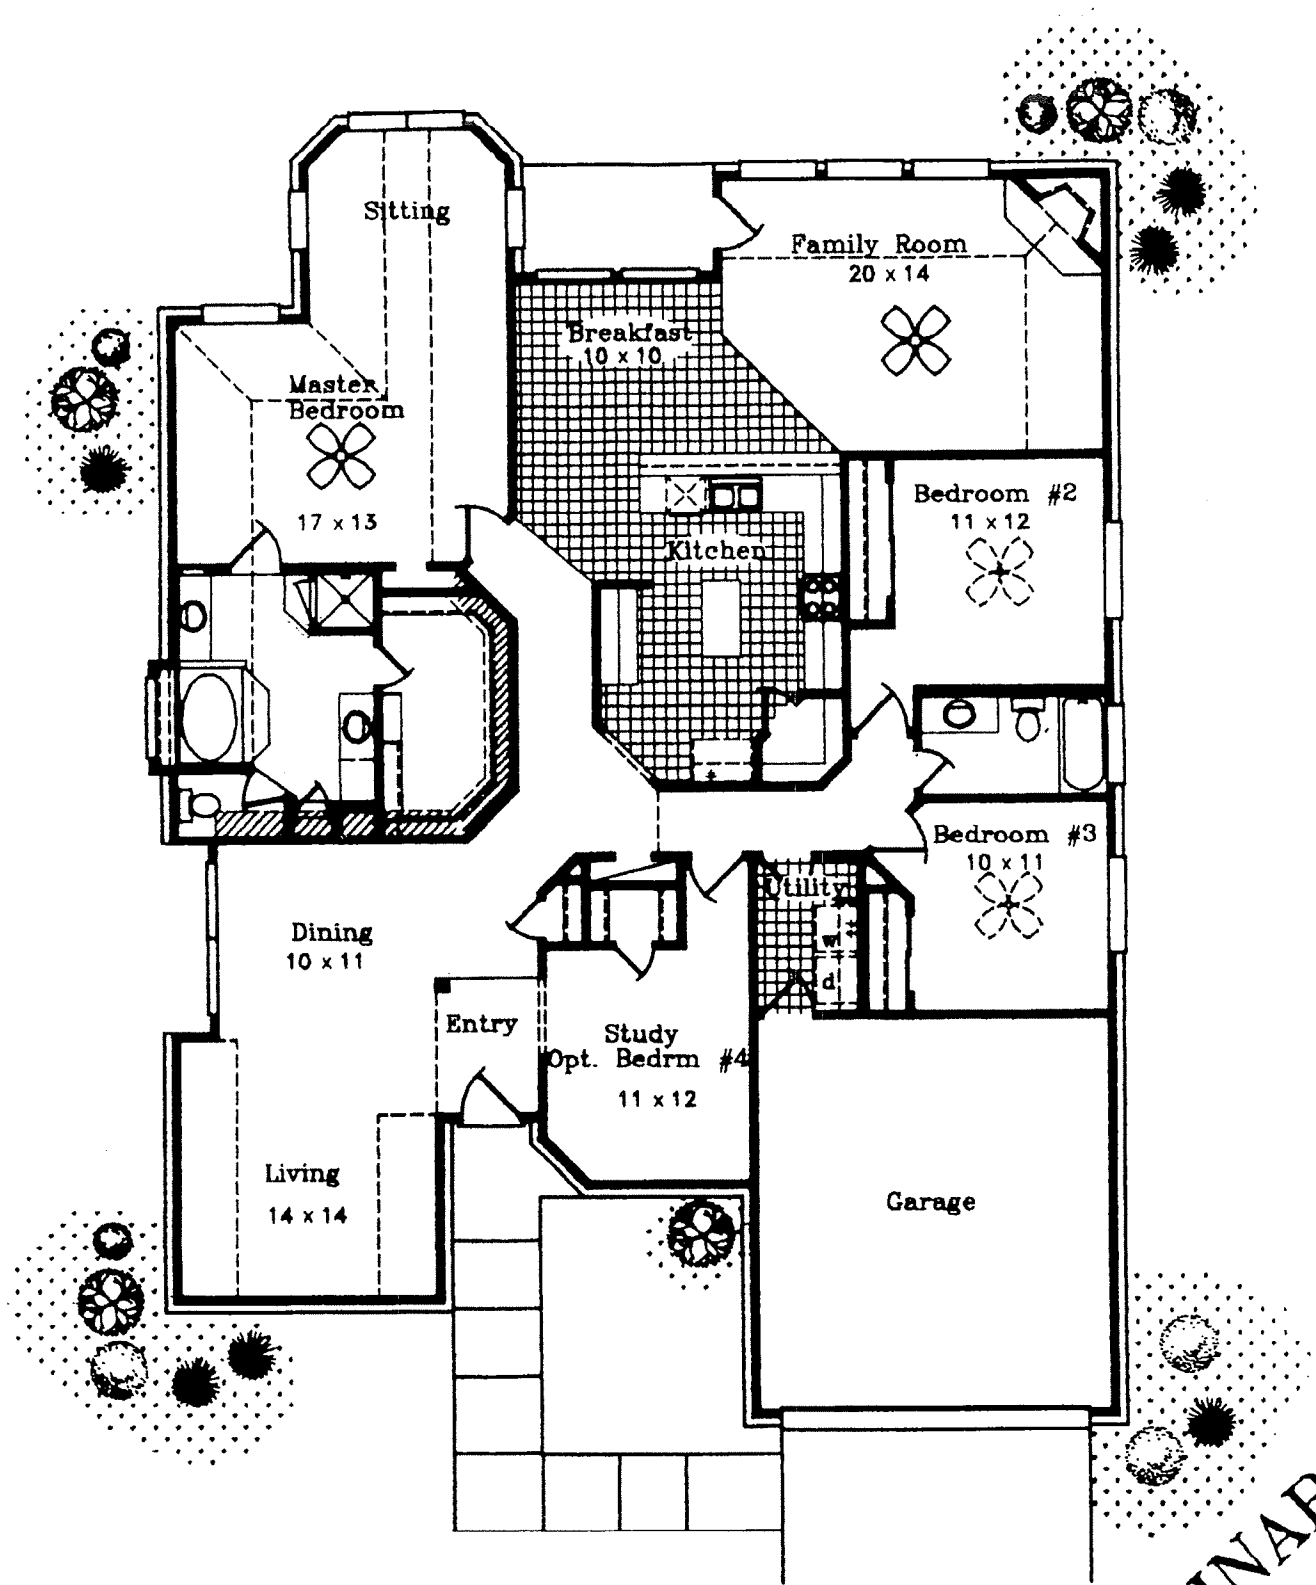 Sitting
Family Room
20 x 14
Breakfast
10 x 10
Master
Bedroom
17 x 13
Bedroom #2
11 x 12
Kitchen
Bedroom #3
10 x 11
Utility
w
d
Dining
10 x 11
Entry
Study
Opt. Bedrm #4
11 x 12
Living
14 x 14
Garage